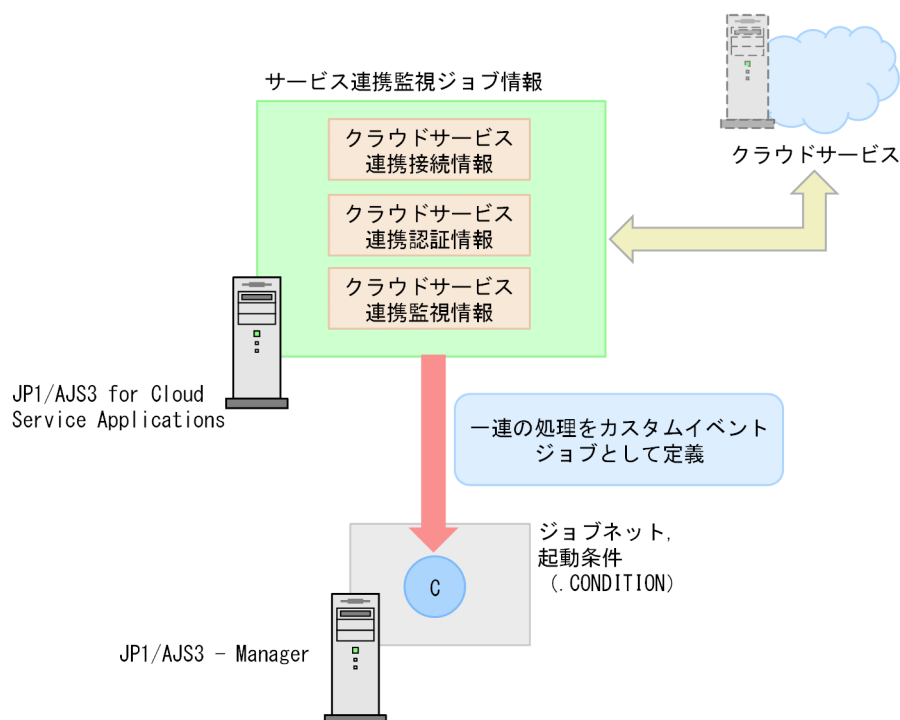 サービス連携監視ジョブ情報
クラウドサービス
連携接続情報
クラウドサービス
連携認証情報
クラウドサービス
連携監視情報
クラウドサービス
JP1/AJS3 for Cloud
Service Applications
一連の処理をカスタムイベント
ジョブとして定義
ジョブネット,
起動条件
(.CONDITION)
C
JP1/AJS3 - Manager